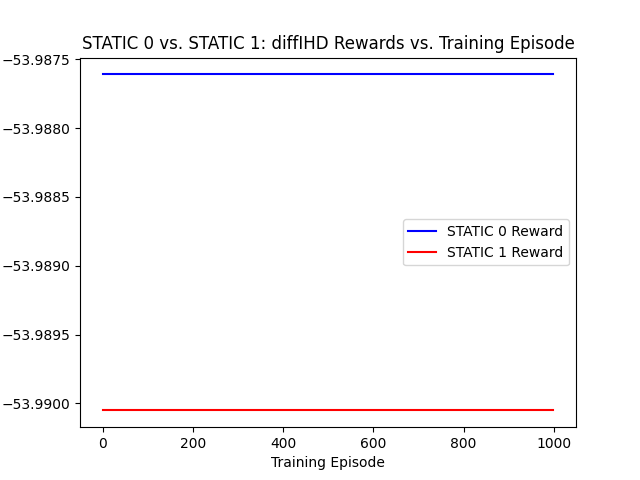 STATIC 0 vs. STATIC 1: diffIHD Rewards vs. Training Episode
−53.9875
−53.9880
−53.9885
−53.9890
−53.9895
−53.9900
STATIC 0 Reward
STATIC 1 Reward
0 200 400 600 800 1000
Training Episode